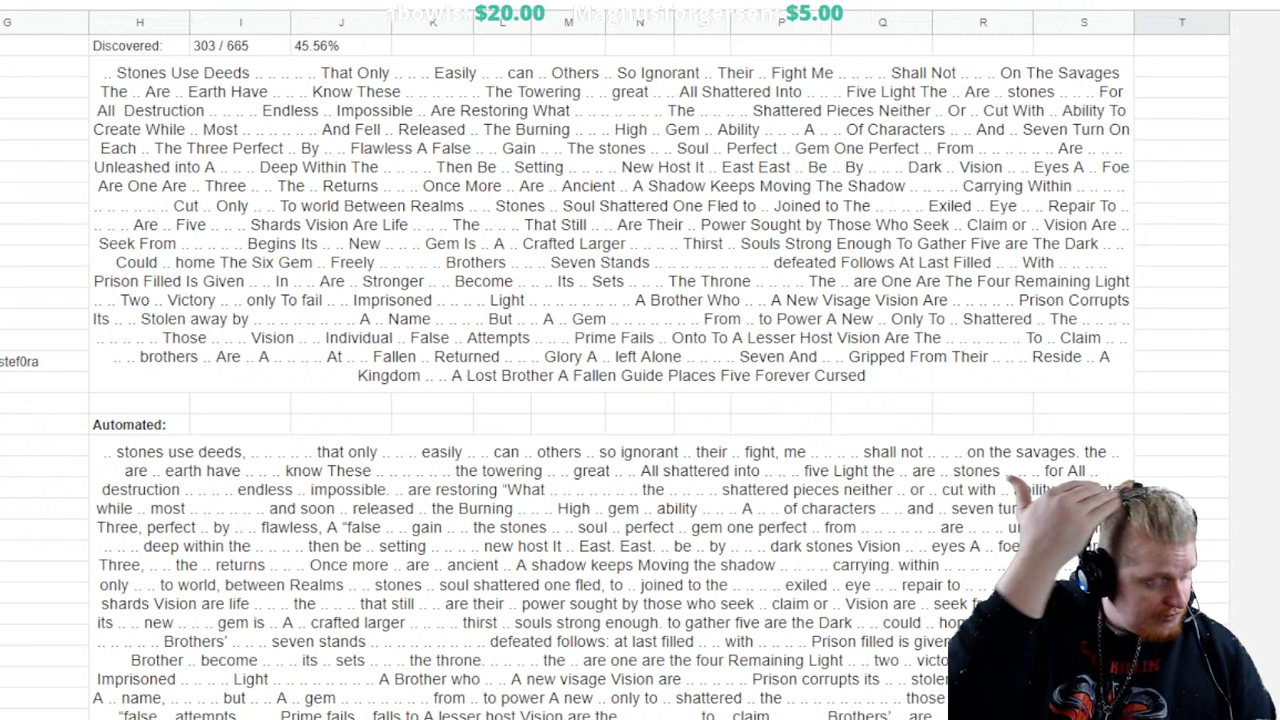 $20.00 $5.00
G H I J K L M N O P Q R S T
Discovered: 303 / 665 45.56%
.. Stones Use Deeds .. .. .. .. That Only .. .. .. Easily .. .. can .. Others .. So Ignorant .. Their .. Fight Me .. .. .. .. Shall Not .. .. .. On The Savages
The .. Are .. Earth Have .. .. Know These .. .. .. .. .. The Towering .. .. great .. .. All Shattered Into .. .. .. Five Light The .. Are .. stones .. .. .. For
All Destruction .. .. .. .. Endless .. Impossible .. Are Restoring What .. .. .. .. .. The .. .. .. Shattered Pieces Neither .. Or .. Cut With .. Ability To
Create While .. Most .. .. .. .. And Fell .. Released .. The Burning .. .. .. High .. Gem .. Ability .. .. A .. .. Of Characters .. .. And .. Seven Turn On
Each .. The Three Perfect .. By .. .. Flawless A False .. .. Gain .. .. The stones .. .. Soul .. Perfect .. Gem One Perfect .. From .. .. .. .. .. Are .. ..
Unleashed into A .. .. .. Deep Within The .. .. .. .. Then Be .. Setting .. .. .. .. New Host It .. East East .. Be .. By .. .. Dark .. Vision .. .. Eyes A .. Foe
Are One Are .. Three .. .. The .. Returns .. .. .. Once More .. Are .. Ancient .. A Shadow Keeps Moving The Shadow .. .. .. .. Carrying Within .. .. ..
.. .. .. .. .. Cut .. Only .. .. To world Between Realms .. .. Stones .. Soul Shattered One Fled to .. Joined to The .. .. .. .. Exiled .. Eye .. Repair To ..
.. .. .. Are .. Five .. .. Shards Vision Are Life .. .. The .. .. .. That Still .. .. Are Their .. Power Sought by Those Who Seek .. Claim or .. Vision Are ..
Seek From .. .. .. Begins Its .. New .. .. Gem Is .. A .. Crafted Larger .. .. .. Thirst .. Souls Strong Enough To Gather Five are The Dark .. ..
Could .. home The Six Gem .. Freely .. .. .. .. Brothers .. .. .. Seven Stands .. .. .. .. .. .. .. .. defeated Follows At Last Filled .. With .. .. .. ..
Prison Filled Is Given .. .. In .. .. Are .. Stronger .. .. Become .. .. .. Its .. Sets .. .. .. The Throne .. .. .. .. The .. are One Are The Four Remaining Light
.. Two .. Victory .. .. only To fail .. .. Imprisoned .. .. .. .. Light .. .. .. .. .. .. .. A Brother Who .. .. A New Visage Vision Are .. .. .. .. .. Prison Corrupts
Its .. .. Stolen away by .. .. .. .. .. .. .. A .. Name .. .. .. But .. .. A .. Gem .. .. .. .. .. .. From .. to Power A New .. Only To .. Shattered .. The .. .. ..
.. .. .. .. Those .. .. Vision .. .. Individual .. False .. Attempts .. .. Prime Fails .. Onto To A Lesser Host Vision Are The .. .. .. .. .. To .. Claim .. ..
.. .. brothers .. Are .. A .. .. .. At .. .. Fallen .. Returned .. .. Glory A .. left Alone .. .. .. Seven And .. .. Gripped From Their .. .. Reside .. A
Kingdom .. .. A Lost Brother A Fallen Guide Places Five Forever Cursed
stef0ra
Automated:
.. stones use deeds, .. .. .. .. that only .. .. .. easily .. .. can .. others .. so ignorant .. their .. fight, me .. .. .. .. shall not .. .. .. on the savages. the ..
are .. earth have .. .. know These .. .. .. .. .. the towering .. .. great .. .. All shattered into .. .. .. five Light the .. are .. stones .. .. for All ..
destruction .. .. .. .. endless .. impossible. .. are restoring “What .. .. .. .. .. the .. .. .. shattered pieces neither .. or .. cut with ..
while .. most .. .. .. .. and soon .. released .. the Burning .. .. .. High .. gem .. ability .. .. A .. .. of characters .. .. and .. seven
Three, perfect .. by .. .. flawless, A “false .. .. gain .. .. the stones .. .. soul .. perfect .. gem one perfect .. from .. .. .. .. .. are .. ..
.. .. .. deep within the .. .. .. .. then be .. setting .. .. .. .. new host It .. East. East. .. be .. by .. .. dark stones Vision .. .. eyes A .. foe
Three, .. .. the .. returns .. .. .. Once more .. are .. ancient .. A shadow keeps Moving the shadow .. .. .. .. carrying. within .. ..
only .. .. to world, between Realms .. .. stones .. soul shattered one fled, to .. joined to the .. .. .. .. exiled .. eye .. repair to
shards Vision are life .. .. the .. .. .. that still .. .. are their .. power sought by those who seek .. claim or .. Vision are .. seek
its .. new .. .. gem is .. A .. crafted larger .. .. .. thirst .. souls strong enough. to gather five are the Dark .. .. could ..
.. .. .. .. Brothers’ .. .. .. seven stands .. .. .. .. .. .. .. .. defeated follows: at last filled .. with .. .. .. .. Prison filled is
Brother .. become .. .. .. its .. sets .. .. .. the throne. .. .. .. .. the .. are one are the four Remaining Light .. two ..
Imprisoned .. .. .. .. Light .. .. .. .. .. .. .. A Brother who .. .. A new visage Vision are .. .. .. .. .. Prison corrupts its ..
A .. name, .. .. .. but .. .. A .. gem .. .. .. .. .. .. from .. to power A new .. only to .. shattered .. the .. .. .. .. .. .. .. those
“false .. attempts .. .. Prime fails .. falls to A lesser host Vision are the .. .. .. .. .. to .. claim .. .. .. .. Brothers’ .. are